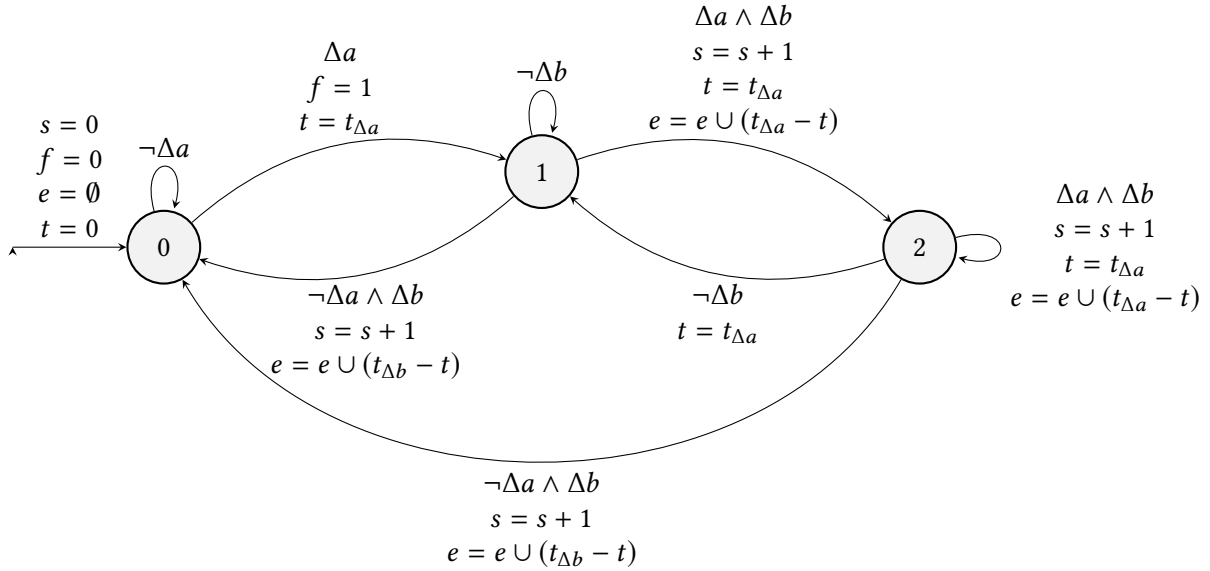 s = 0
f = 0
e = ∅
t = 0
¬Δa
0
Δa
f = 1
t = t_Δa
¬Δb
1
Δa ∧ Δb
s = s + 1
t = t_Δa
e = e ∪ (t_Δa − t)
2
Δa ∧ Δb
s = s + 1
t = t_Δa
e = e ∪ (t_Δa − t)
¬Δa ∧ Δb
s = s + 1
e = e ∪ (t_Δb − t)
¬Δb
t = t_Δa
¬Δa ∧ Δb
s = s + 1
e = e ∪ (t_Δb − t)